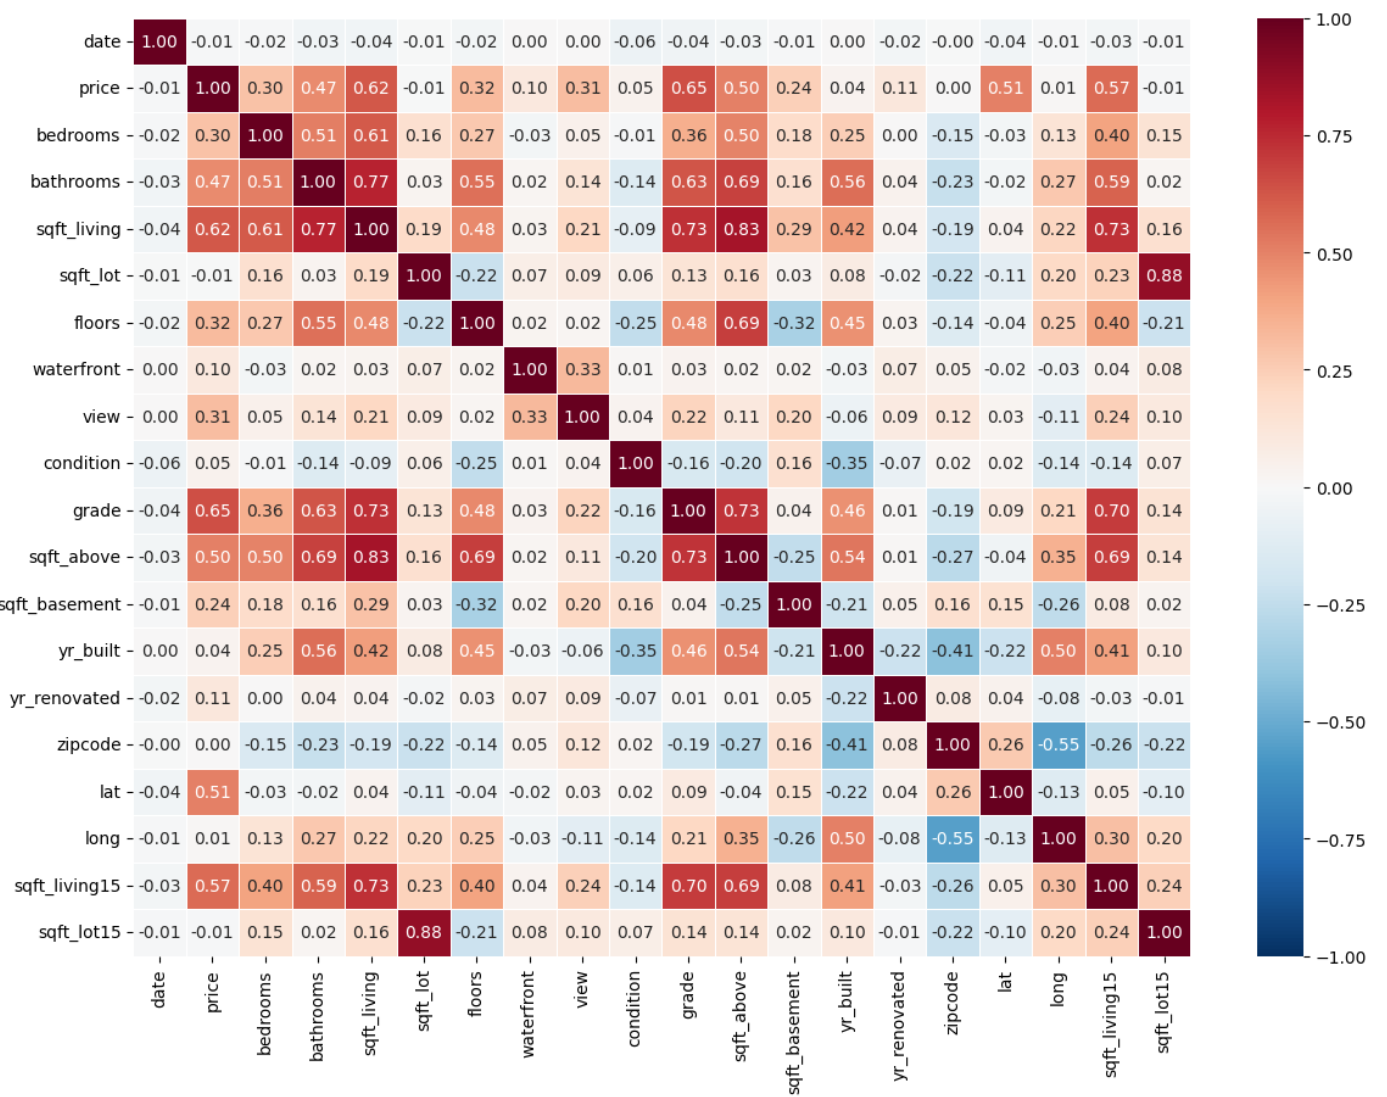 date 1.00 -0.01 -0.02 -0.03 -0.04 -0.01 -0.02 0.00 0.00 -0.06 -0.04 -0.03 -0.01 0.00 -0.02 -0.00 -0.04 -0.01 -0.03 -0.01
price -0.01 1.00 0.30 0.47 0.62 -0.01 0.32 0.10 0.31 0.05 0.65 0.50 0.24 0.04 0.11 0.00 0.51 0.01 0.57 -0.01
bedrooms -0.02 0.30 1.00 0.51 0.61 0.16 0.27 -0.03 0.05 -0.01 0.36 0.50 0.18 0.25 0.00 -0.15 -0.03 0.13 0.40 0.15
bathrooms -0.03 0.47 0.51 1.00 0.77 0.03 0.55 0.02 0.14 -0.14 0.63 0.69 0.16 0.56 0.04 -0.23 -0.02 0.27 0.59 0.02
sqft_living -0.04 0.62 0.61 0.77 1.00 0.19 0.48 0.03 0.21 -0.09 0.73 0.83 0.29 0.42 0.04 -0.19 0.04 0.22 0.73 0.16
sqft_lot -0.01 -0.01 0.16 0.03 0.19 1.00 -0.22 0.07 0.09 0.06 0.13 0.16 0.03 0.08 -0.02 -0.22 -0.11 0.20 0.23 0.88
floors -0.02 0.32 0.27 0.55 0.48 -0.22 1.00 0.02 0.02 -0.25 0.48 0.69 -0.32 0.45 0.03 -0.14 -0.04 0.25 0.40 -0.21
waterfront 0.00 0.10 -0.03 0.02 0.03 0.07 0.02 1.00 0.33 0.01 0.03 0.02 0.02 -0.03 0.07 0.05 -0.02 -0.03 0.04 0.08
view 0.00 0.31 0.05 0.14 0.21 0.09 0.02 0.33 1.00 0.04 0.22 0.11 0.20 -0.06 0.09 0.12 0.03 -0.11 0.24 0.10
condition -0.06 0.05 -0.01 -0.14 -0.09 0.06 -0.25 0.01 0.04 1.00 -0.16 -0.20 0.16 -0.35 -0.07 0.02 0.02 -0.14 -0.14 0.07
grade -0.04 0.65 0.36 0.63 0.73 0.13 0.48 0.03 0.22 -0.16 1.00 0.73 0.04 0.46 0.01 -0.19 0.09 0.21 0.70 0.14
sqft_above -0.03 0.50 0.50 0.69 0.83 0.16 0.69 0.02 0.11 -0.20 0.73 1.00 -0.25 0.54 0.01 -0.27 -0.04 0.35 0.69 0.14
sqft_basement -0.01 0.24 0.18 0.16 0.29 0.03 -0.32 0.02 0.20 0.16 0.04 -0.25 1.00 -0.21 0.05 0.16 0.15 -0.26 0.08 0.02
yr_built 0.00 0.04 0.25 0.56 0.42 0.08 0.45 -0.03 -0.06 -0.35 0.46 0.54 -0.21 1.00 -0.22 -0.41 -0.22 0.50 0.41 0.10
yr_renovated -0.02 0.11 0.00 0.04 0.04 -0.02 0.03 0.07 0.09 -0.07 0.01 0.01 0.05 -0.22 1.00 0.08 0.04 -0.08 -0.03 -0.01
zipcode -0.00 0.00 -0.15 -0.23 -0.19 -0.22 -0.14 0.05 0.12 0.02 -0.19 -0.27 0.16 -0.41 0.08 1.00 0.26 -0.55 -0.26 -0.22
lat -0.04 0.51 -0.03 -0.02 0.04 -0.11 -0.04 -0.02 0.03 0.02 0.09 -0.04 0.15 -0.22 0.04 0.26 1.00 -0.13 0.05 -0.10
long -0.01 0.01 0.13 0.27 0.22 0.20 0.25 -0.03 -0.11 -0.14 0.21 0.35 -0.26 0.50 -0.08 -0.55 -0.13 1.00 0.30 0.20
sqft_living15 -0.03 0.57 0.40 0.59 0.73 0.23 0.40 0.04 0.24 -0.14 0.70 0.69 0.08 0.41 -0.03 -0.26 0.05 0.30 1.00 0.24
sqft_lot15 -0.01 -0.01 0.15 0.02 0.16 0.88 -0.21 0.08 0.10 0.07 0.14 0.14 0.02 0.10 -0.01 -0.22 -0.10 0.20 0.24 1.00
date price bedrooms bathrooms sqft_living sqft_lot floors waterfront view condition grade sqft_above sqft_basement yr_built yr_renovated zipcode lat long sqft_living15 sqft_lot15
1.00
0.75
0.50
0.25
0.00
−0.25
−0.50
−0.75
−1.00